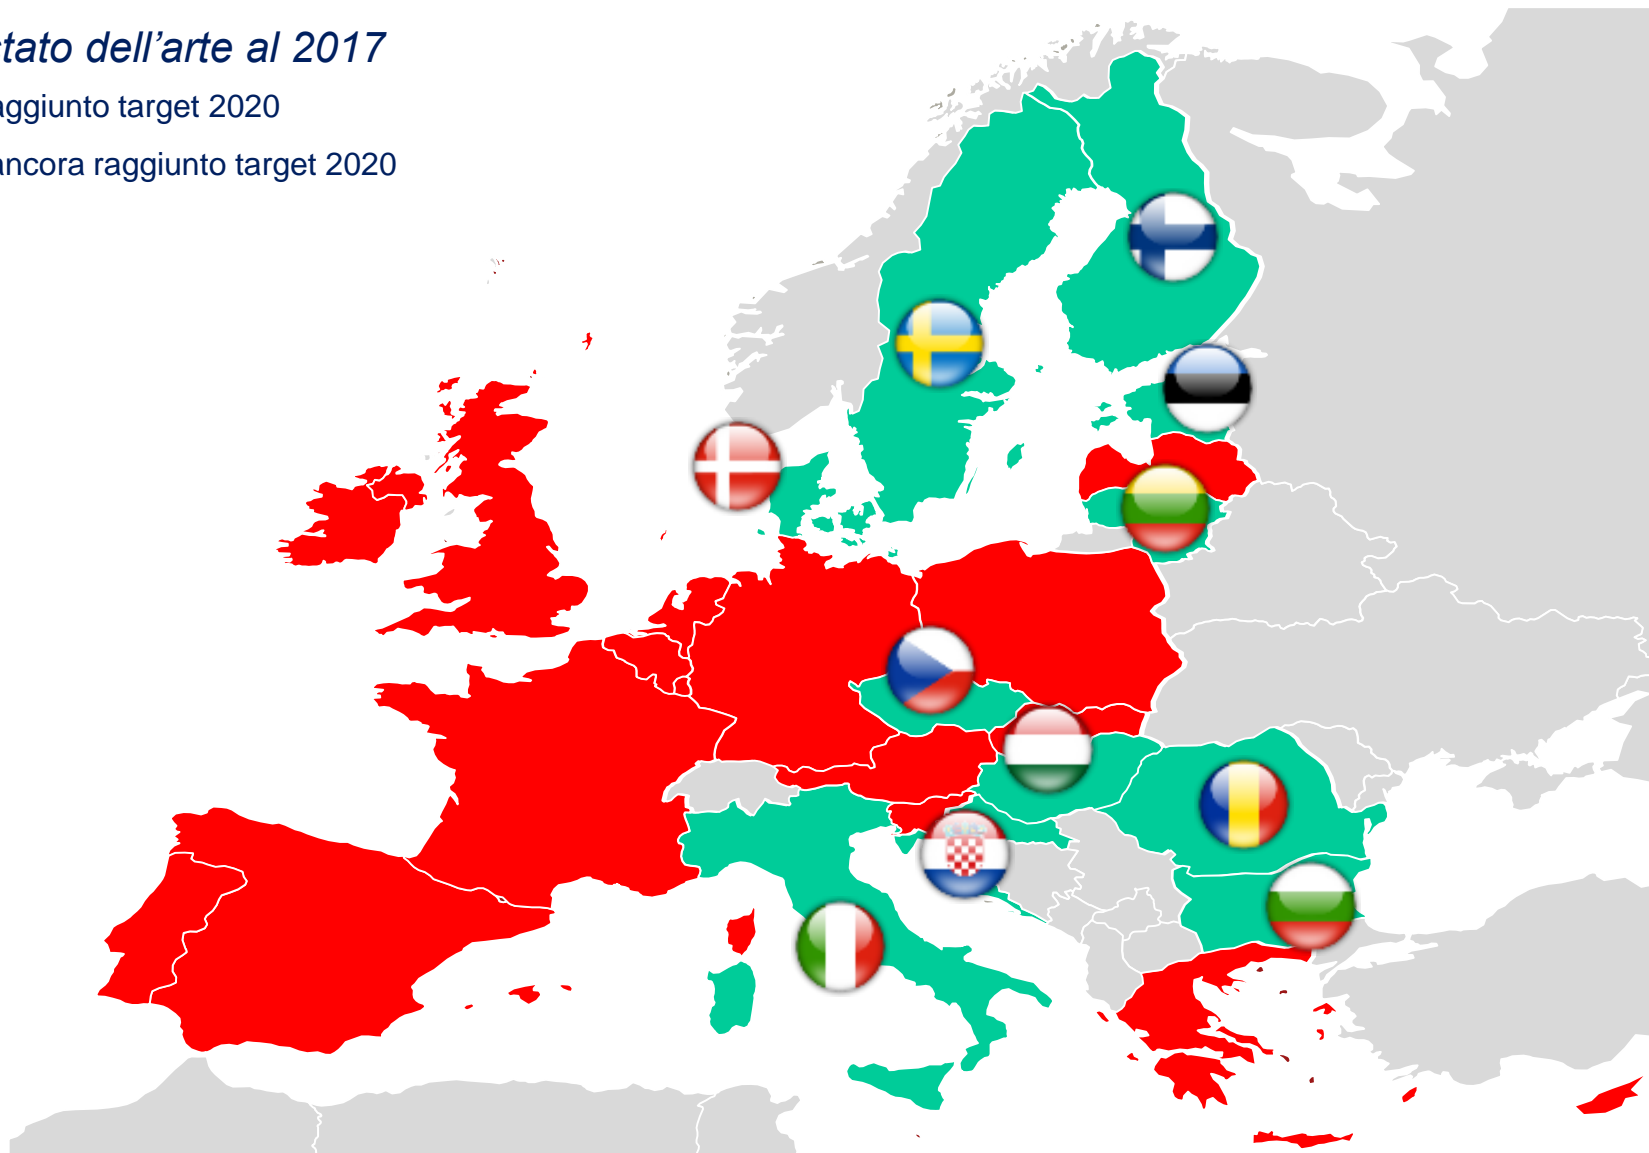 tato dell’arte al 2017
aggiunto target 2020
ancora raggiunto target 2020